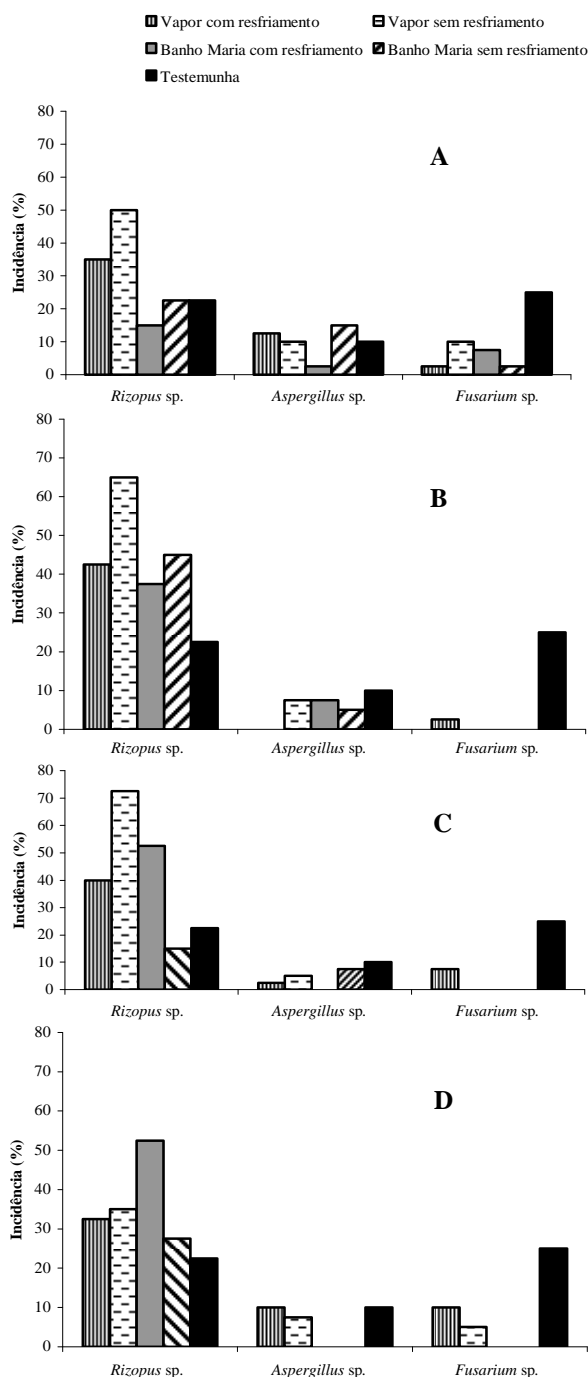 Vapor com resfriamento Vapor sem resfriamento
Banho Maria com resfriamento Banho Maria sem resfriamento
Testemunha
80
70
60
50
40
30
20
10
0
Incidência (%)
A
Rizopus sp. Aspergillus sp. Fusarium sp.
80
70
60
50
40
30
20
10
0
Incidência (%)
B
Rizopus sp. Aspergillus sp. Fusarium sp.
80
70
60
50
40
30
20
10
0
Incidência (%)
C
Rizopus sp. Aspergillus sp. Fusarium sp.
80
70
60
50
40
30
20
10
0
Incidência (%)
D
Rizopus sp. Aspergillus sp. Fusarium sp.